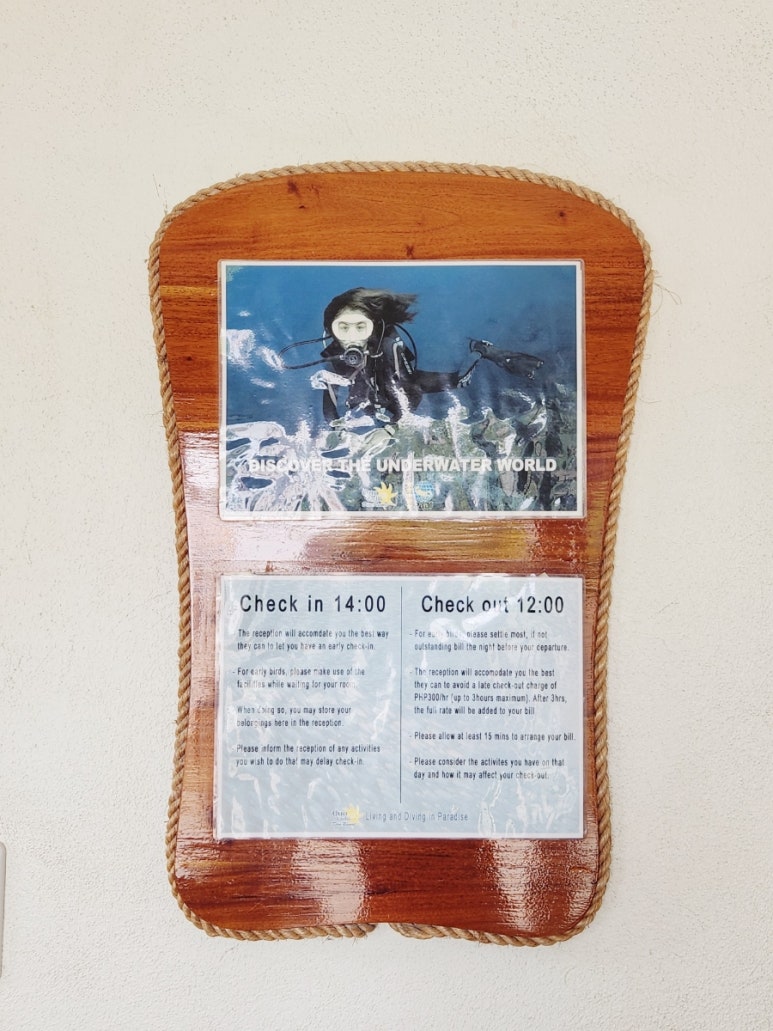 DISCOVER THE UNDERWATER WORLD
Check in 14:00
The reception will accomdate you the best way
they can to let you have an early check-in.
- For early birds, please make use of the
facilities while waiting for your room.
When doing so, you may store your
belongings here in the reception.
Please inform the reception of any activities
you wish to do that may delay check-in.
Check out 12:00
- For early birds, please settle most, if not
outstanding bill the night before your departure.
- The reception will accomodate you the best
they can to avoid a late check-out charge of
PHP300/hr (up to 3hours maximum). After 3hrs,
the full rate will be added to your bill
- Please allow at least 15 mins to arrange your bill.
- Please consider the activites you have on that
day and how it may affect your check-out.
Living and Diving in Paradise